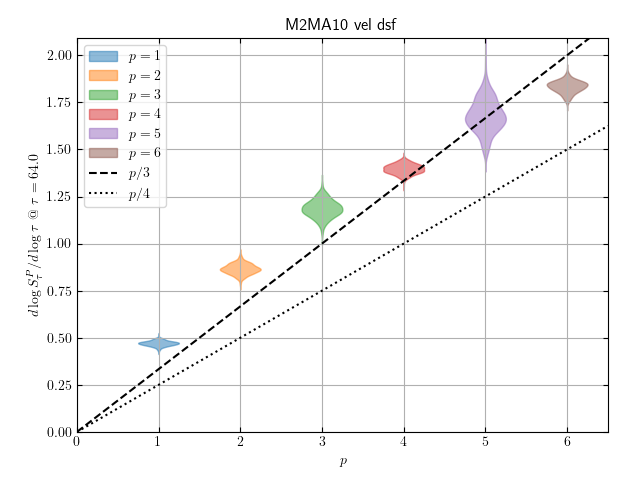 M2MA10 vel dsf
d log S_τ^P / d log τ @ τ = 64.0
2.00
1.75
1.50
1.25
1.00
0.75
0.50
0.25
0.00
p = 1
p = 2
p = 3
p = 4
p = 5
p = 6
p/3
p/4
0 1 2 3 4 5 6
p